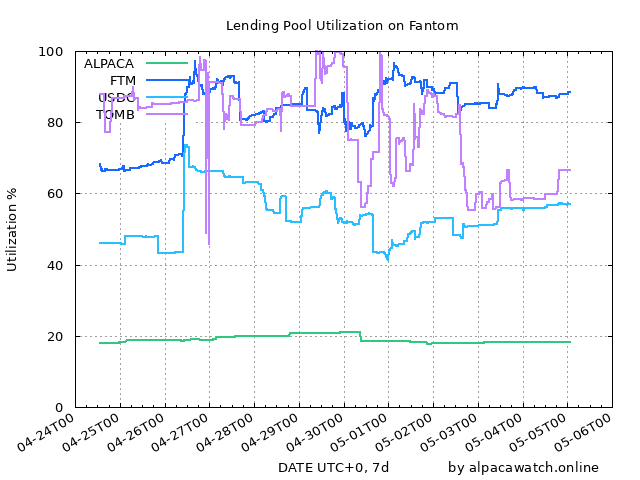 Lending Pool Utilization on Fantom
Utilization %
100
80
60
40
20
0
ALPACA
FTM
USDC
TOMB
04-24T00
04-25T00
04-26T00
04-27T00
04-28T00
04-29T00
04-30T00
05-01T00
05-02T00
05-03T00
05-04T00
05-05T00
05-06T00
DATE UTC+0, 7d
by alpacawatch.online